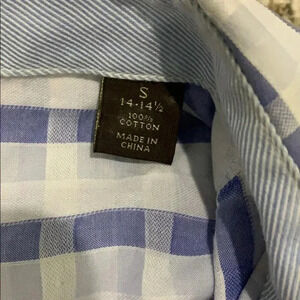 S
14-14½
100%
COTTON
MADE IN
CHINA